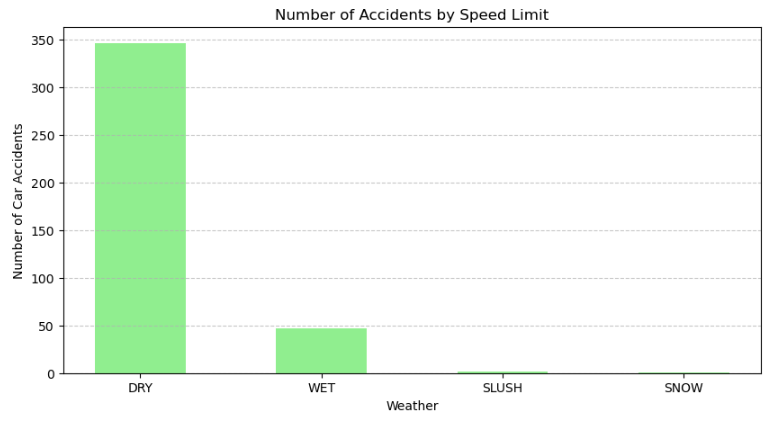 Number of Accidents by Speed Limit
Number of Car Accidents
350
300
250
200
150
100
50
0
DRY WET SLUSH SNOW
Weather